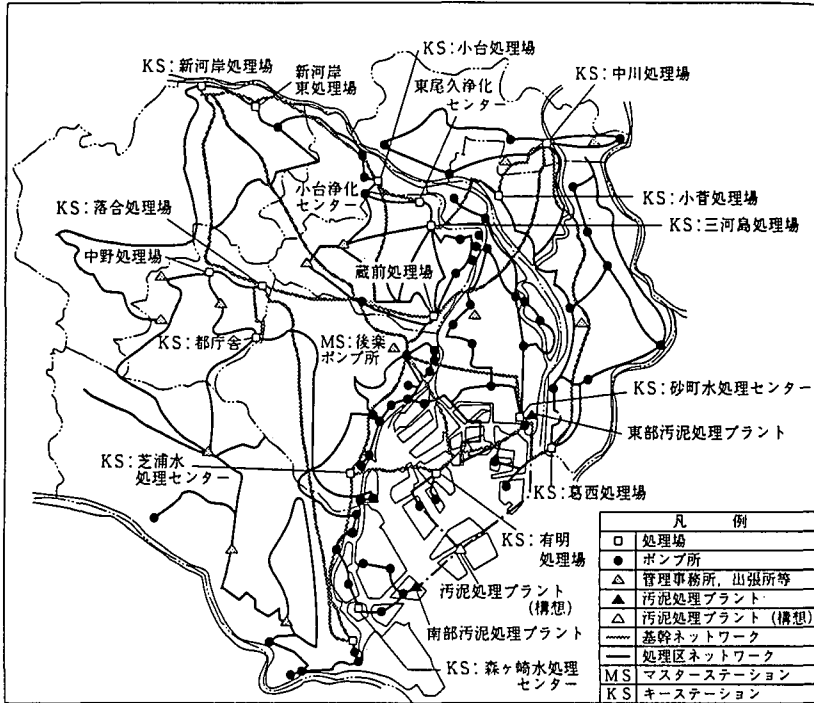 KS:小台処理場
KS:新河岸処理場
新河岸
東処理場
東尾久浄化
センター
KS:中川処理場
小台浄化
センター
KS:小菅処理場
KS:落合処理場
KS:三河島処理場
中野処理場
蔵前処理場
KS:都庁舎
MS:後楽
ポンプ所
KS:砂町水処理センター
東部汚泥処理プラント
KS:芝浦水
処理センター
KS:葛西処理場
KS:有明
処理場
汚泥処理プラント
(構想)
南部汚泥処理プラント
KS:森ヶ崎水処理
センター
凡 例
□ 処理場
● ポンプ所
△ 管理事務所,出張所等
▲ 汚泥処理プラント
△ 汚泥処理プラント(構想)
基幹ネットワーク
処理区ネットワーク
MS マスターステーション
KS キーステーション